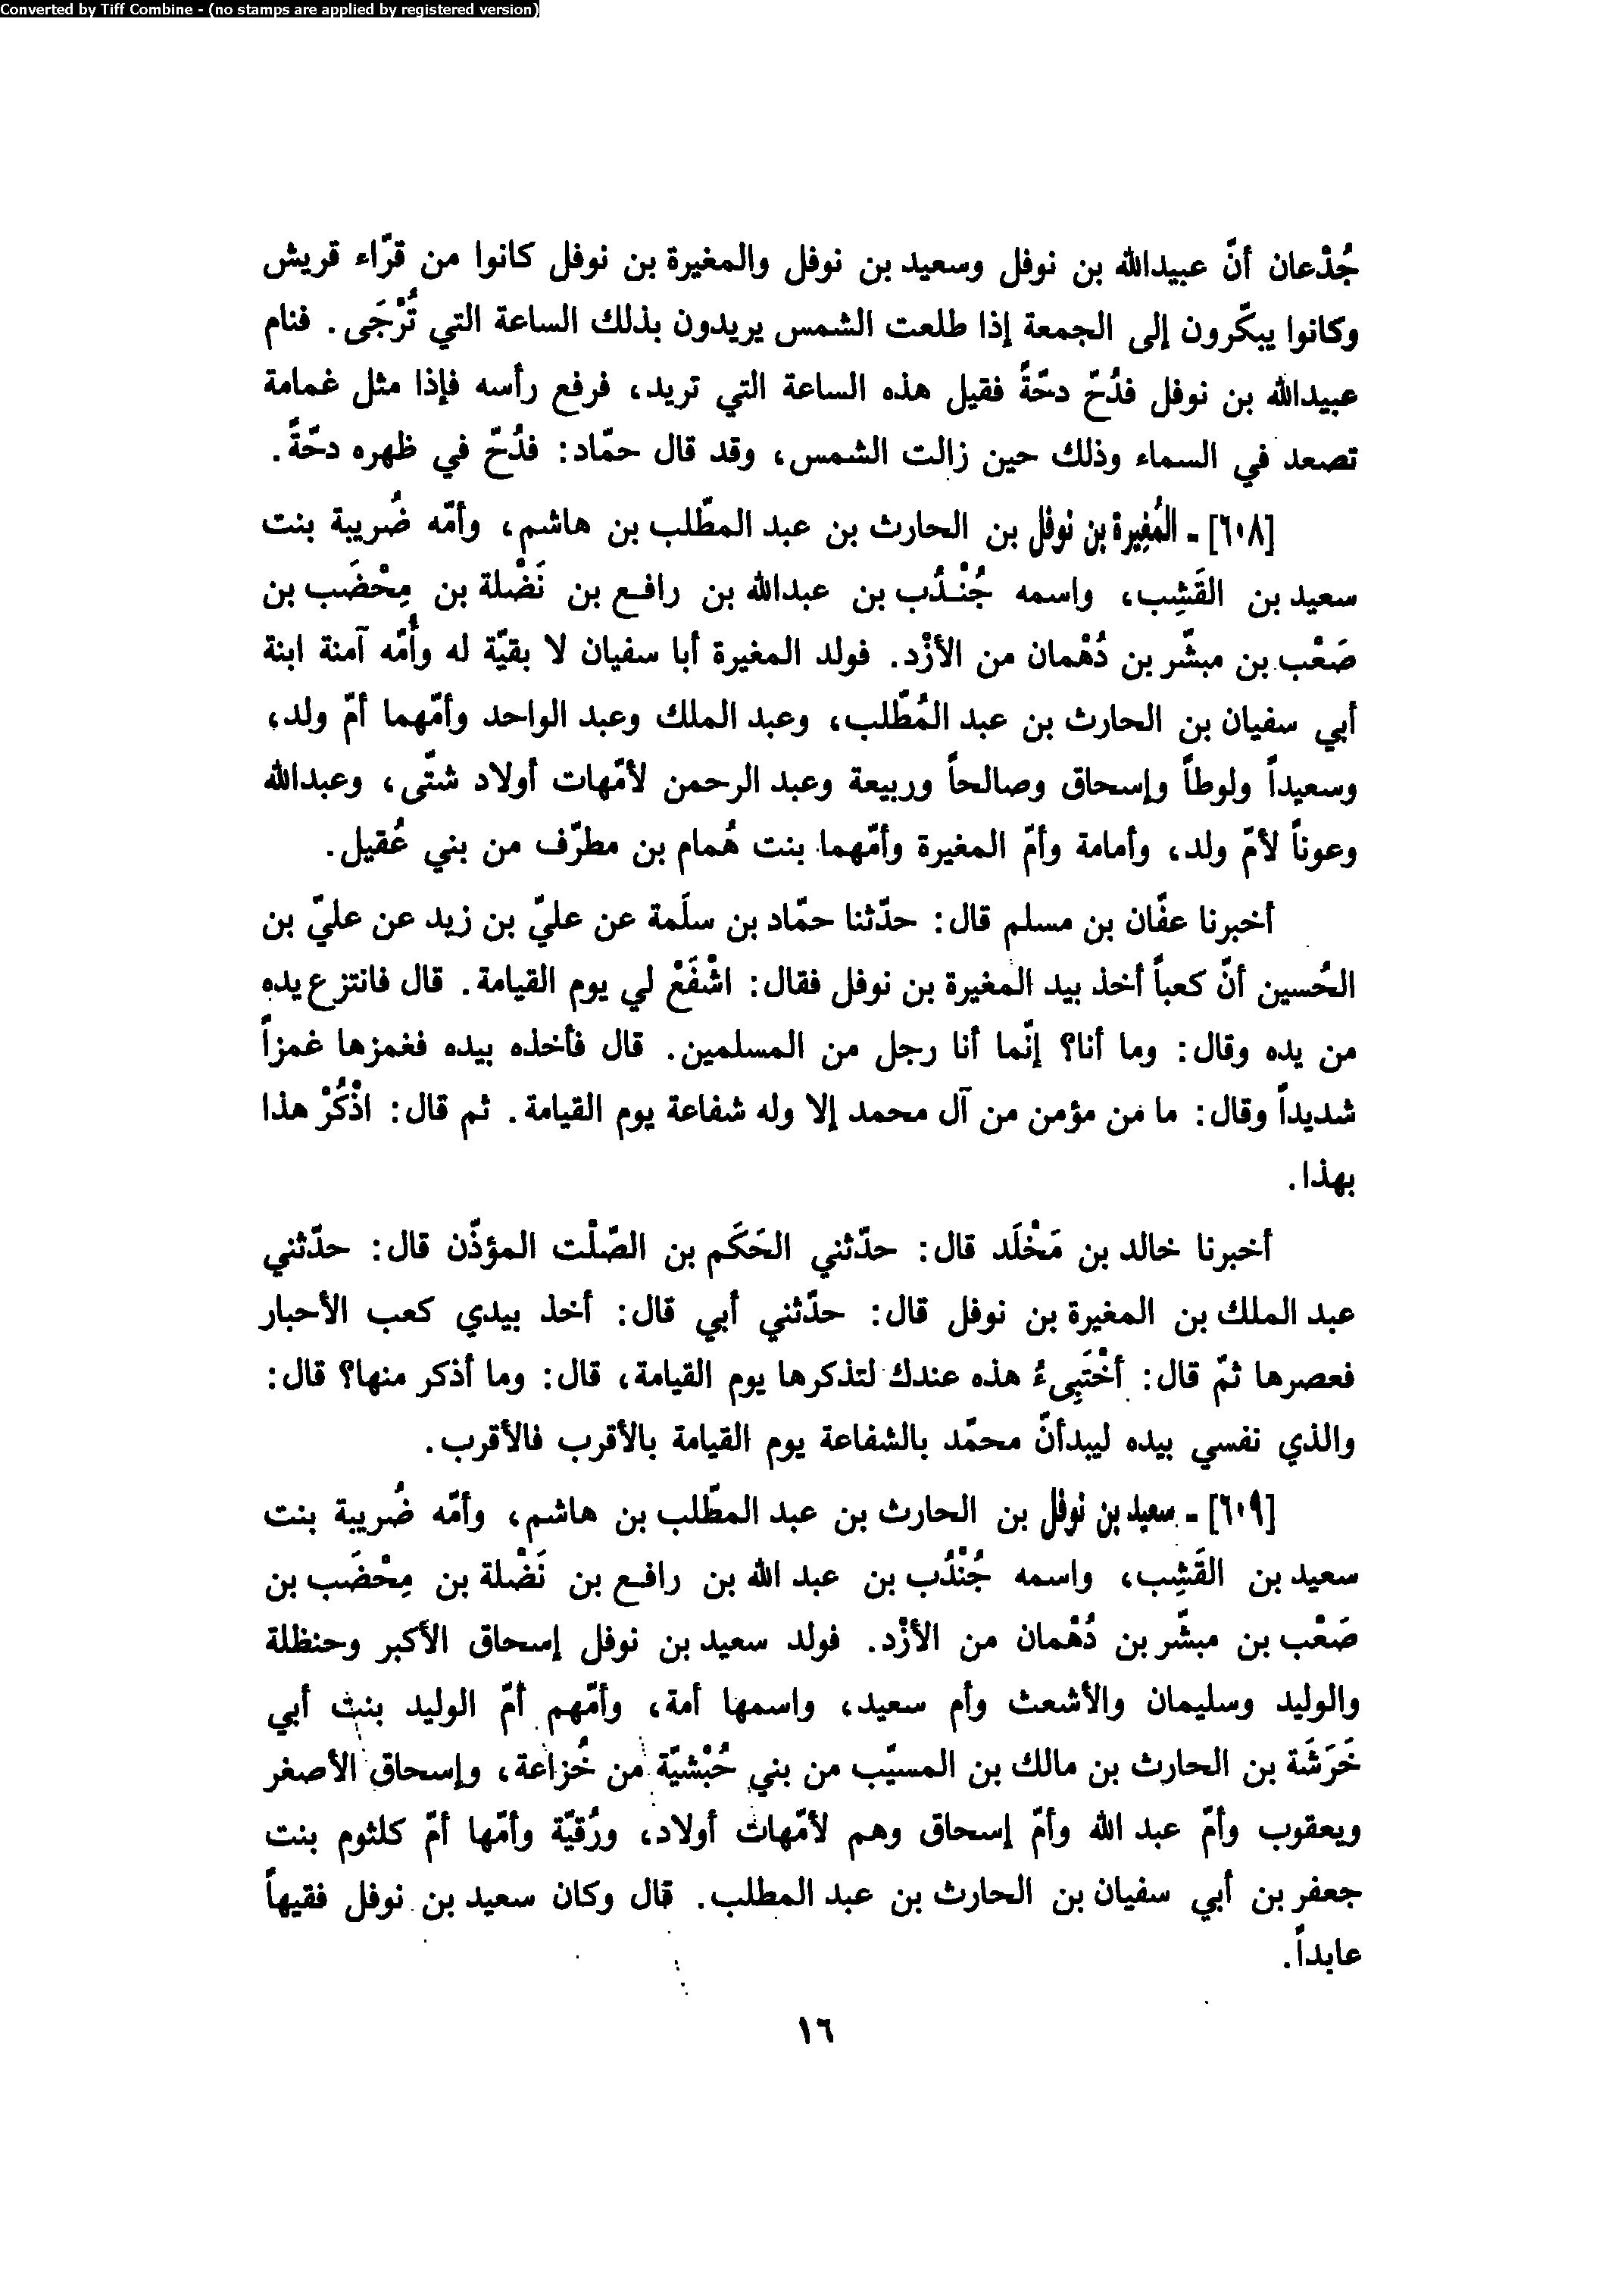 Converted by Tiff Combine - (no stamps are applied by registered version)
جُدْعان أنّ عبيدالله بن نوفل وسعيد بن نوفل والمغيرة بن نوفل كانوا من قرّاء قريش
وكانوا يبكّرون إلى الجمعة إذا طلعت الشمس يريدون بذلك الساعة التي تُرْجَى. فنام
عبيدالله بن نوفل فدُحّ دحّةً فقيل هذه الساعة التي تريد، فرفع رأسه فإذا مثل غمامة
تصعد في السماء وذلك حين زالت الشمس، وقد قال حمّاد: فدُحّ في ظهره دحّةً.
[٦٠٨] - المُغِيرة بن نوفل بن الحارث بن عبد المطّلب بن هاشم، وأمّه ضُريبة بنت
سعيد بن القَشِب، واسمه جُنْدُب بن عبدالله بن رافع بن نَضْلة بن مِحْضَب بن
صَعْب بن مبشّر بن دُهْمان من الأزْد. فولد المغيرة أبا سفيان لا بقيّة له وأُمّه آمنة ابنة
أبي سفيان بن الحارث بن عبد المُطّلب، وعبد الملك وعبد الواحد وأمّهما أمّ ولد،
وسعيداً ولوطاً وإسحاق وصالحاً وربيعة وعبد الرحمن لأمّهات أولاد شتّى، وعبدالله
وعوناً لأمّ ولد، وأمامة وأمّ المغيرة وأمّهما بنت هُمام بن مطرّف من بني عُقيل.
أخبرنا عفّان بن مسلم قال: حدّثنا حمّاد بن سلَمة عن عليّ بن زيد عن عليّ بن
الحُسين أنّ كعباً أخذ بيد المغيرة بن نوفل فقال: اشْفَعْ لي يوم القيامة. قال فانتزع يده
من يده وقال: وما أنا؟ إنّما أنا رجل من المسلمين. قال فأخذه بيده فغمزها غمزاً
شديداً وقال: ما من مؤمن من آل محمد إلا وله شفاعة يوم القيامة. ثم قال: اذْكُرْ هذا
بهذا.
أخبرنا خالد بن مَخْلَد قال: حدّثني الحَكَم بن الصّلْت المؤذّن قال: حدّثني
عبد الملك بن المغيرة بن نوفل قال: حدّثني أبي قال: أخذ بيدي كعب الأحبار
فعصرها ثمّ قال: أخْتَبِىءُ هذه عندك لتذكرها يوم القيامة، قال: وما أذكر منها؟ قال:
والذي نفسي بيده ليبدأنّ محمّد بالشفاعة يوم القيامة بالأقرب فالأقرب.
[٦٠٩] - سعيد بن نوفل بن الحارث بن عبد المطّلب بن هاشم، وأمّه ضُريبة بنت
سعيد بن القَشِب، واسمه جُنْدُب بن عبد الله بن رافع بن نَضْلة بن مِحْضَب بن
صَعْب بن مبشّر بن دُهْمان من الأزْد. فولد سعيد بن نوفل إسحاق الأكبر وحنظلة
والوليد وسليمان والأشعث وأم سعيد، واسمها أمة، وأمّهم أمّ الوليد بنت أبي
خَرَشَة بن الحارث بن مالك بن المسيّب من بني حُبْشيّة من خُزاعة، وإسحاق الأصغر
ويعقوب وأمّ عبد الله وأمّ إسحاق وهم لأمّهات أولاد، ورُقيّة وأمّها أمّ كلثوم بنت
جعفر بن أبي سفيان بن الحارث بن عبد المطلب. قال وكان سعيد بن نوفل فقيهاً
عابداً.
١٦